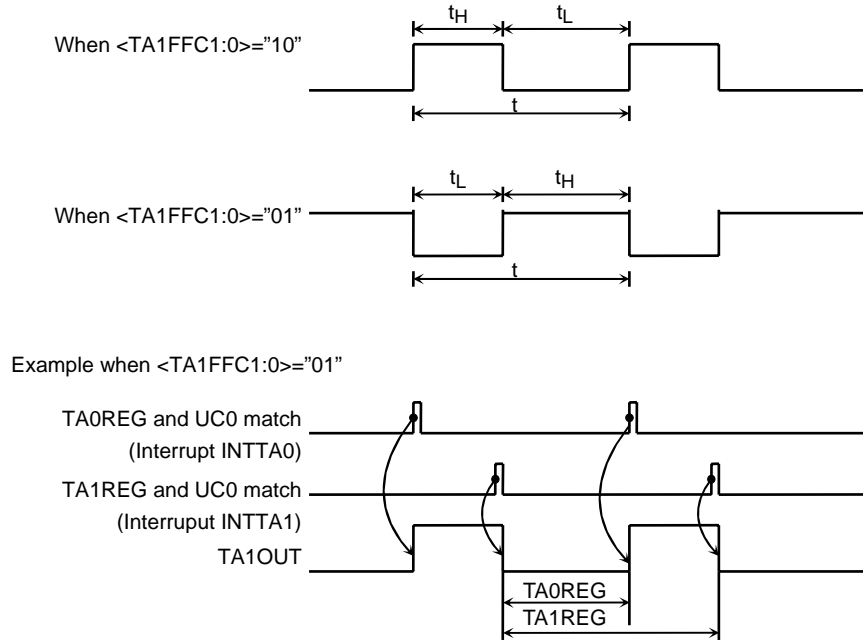 tH tL
When <TA1FFC1:0>=”10”
t
tL tH
When <TA1FFC1:0>=”01”
t
Example when <TA1FFC1:0>=”01”
TA0REG and UC0 match
(Interrupt INTTA0)
TA1REG and UC0 match
(Interruput INTTA1)
TA1OUT
TA0REG
TA1REG